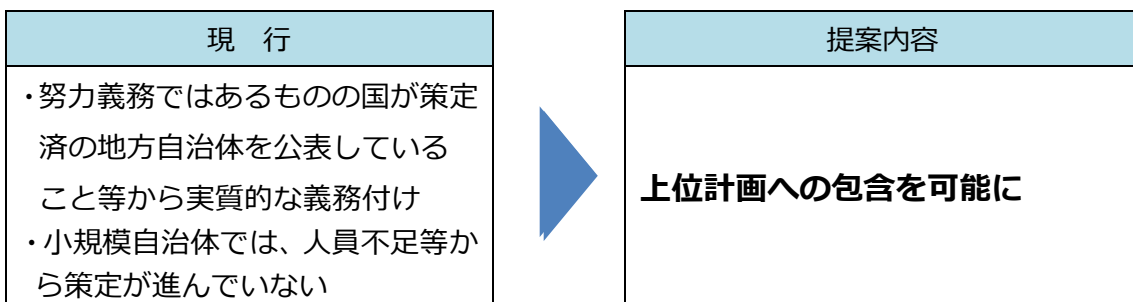 現　行
・努力義務ではあるものの国が策定
済の地方自治体を公表している
こと等から実質的な義務付け
・小規模自治体では、人員不足等か
ら策定が進んでいない
提案内容
上位計画への包含を可能に